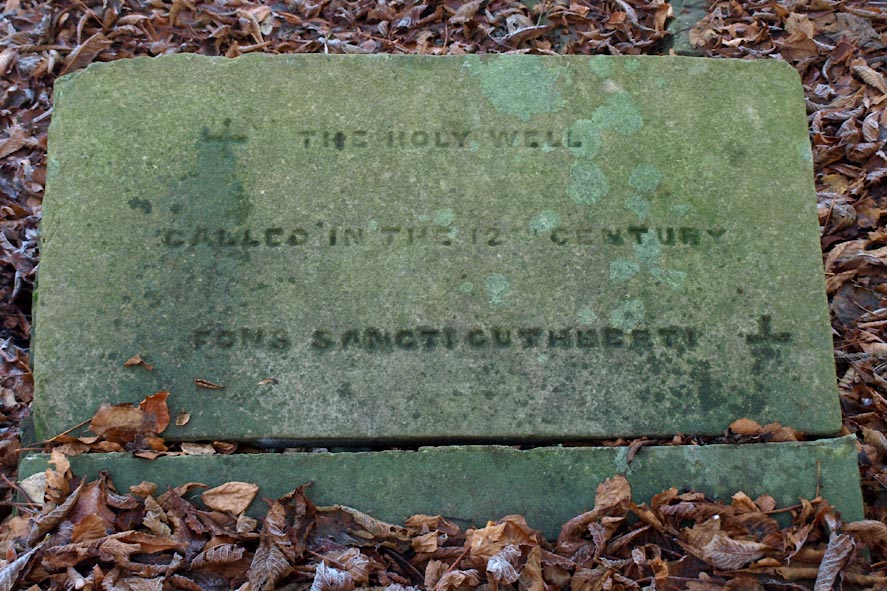 THE HOLY WELL
CALLED IN THE 12TH CENTURY
FONS SANCTI CUTHBERTI